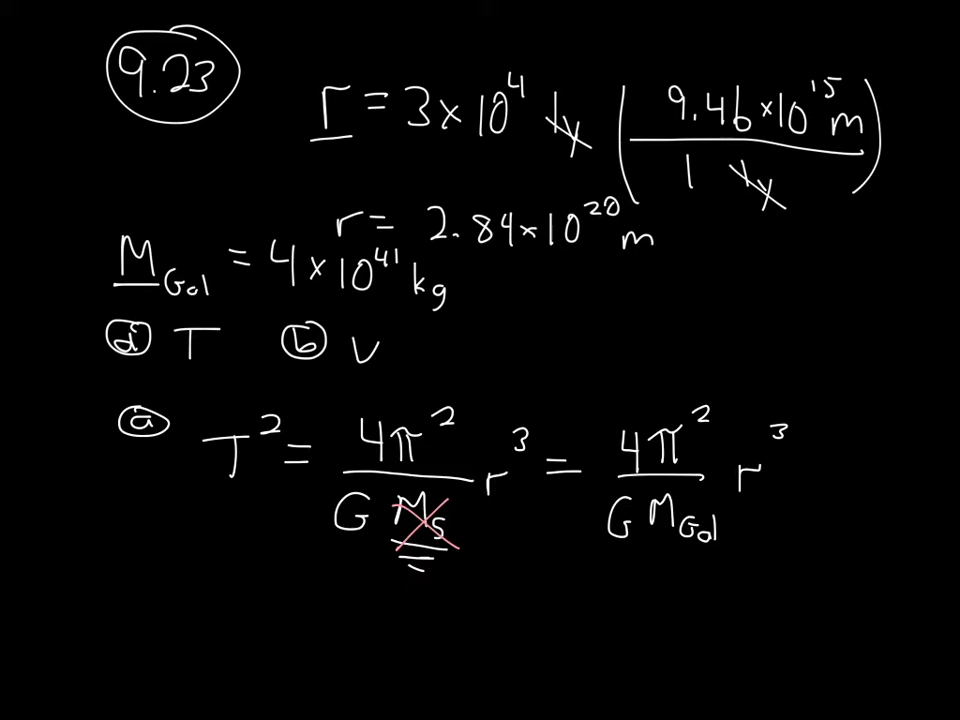 9.23
r = 3×10⁴ ly ( 9.46×10¹⁵ m / 1 ly )
r = 2.84×10²⁰ m
M_Gal = 4×10⁴¹ kg
ⓐ T ⓑ v
ⓐ T² = 4π² / G M_S r³ = 4π² / G M_Gal r³